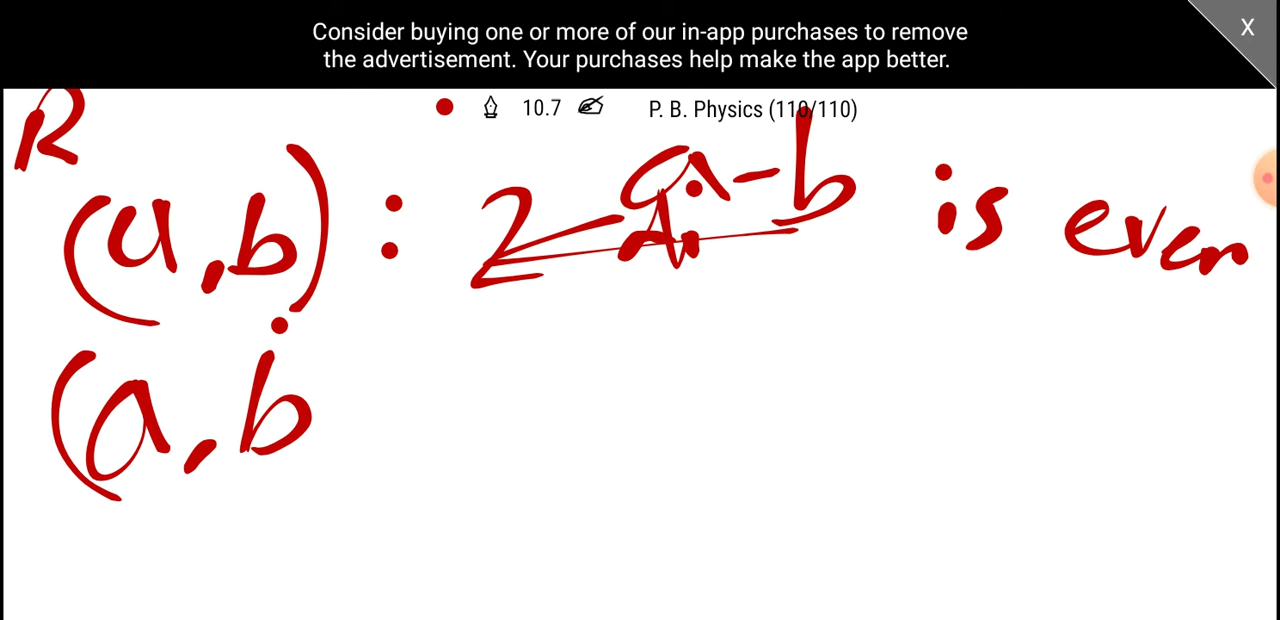 Consider buying one or more of our in-app purchases to remove
the advertisement. Your purchases help make the app better.
X
10.7 P. B. Physics (110/110)
R
(a,b) : a-b is even
(a,b